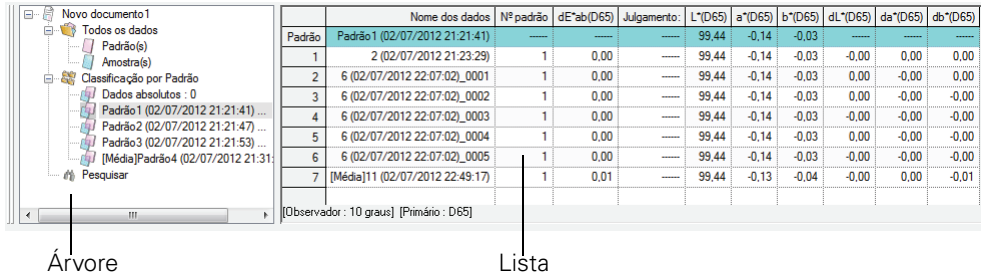 Novo documento1
Todos os dados
Padrão(s)
Amostra(s)
Classificação por Padrão
Dados absolutos : 0
Padrão1 (02/07/2012 21:21:41) ...
Padrão2 (02/07/2012 21:21:47) ...
Padrão3 (02/07/2012 21:21:53) ...
[Média]Padrão4 (02/07/2012 21:31:
Pesquisar
Nome dos dados Nº padrão dE*ab(D65) Julgamento: L*(D65) a*(D65) b*(D65) dL*(D65) da*(D65) db*(D65)
Padrão Padrão1 (02/07/2012 21:21:41) ------ ------ ------ 99,44 -0,14 -0,03 ------ ------ ------
1 2 (02/07/2012 21:23:29) 1 0,00 ------ 99,44 -0,14 -0,03 -0,00 0,00 0,00
2 6 (02/07/2012 22:07:02)_0001 1 0,00 ------ 99,44 -0,14 -0,03 0,00 -0,00 -0,00
3 6 (02/07/2012 22:07:02)_0002 1 0,00 ------ 99,44 -0,14 -0,03 0,00 -0,00 -0,00
4 6 (02/07/2012 22:07:02)_0003 1 0,00 ------ 99,44 -0,14 -0,03 0,00 -0,00 -0,00
5 6 (02/07/2012 22:07:02)_0004 1 0,00 ------ 99,44 -0,14 -0,03 0,00 -0,00 -0,00
6 6 (02/07/2012 22:07:02)_0005 1 0,00 ------ 99,44 -0,14 -0,03 -0,00 -0,00 -0,00
7 [Média]11 (02/07/2012 22:49:17) 1 0,01 ------ 99,44 -0,13 -0,04 -0,00 0,00 -0,01
[Observador : 10 graus] [Primário : D65]
Árvore Lista